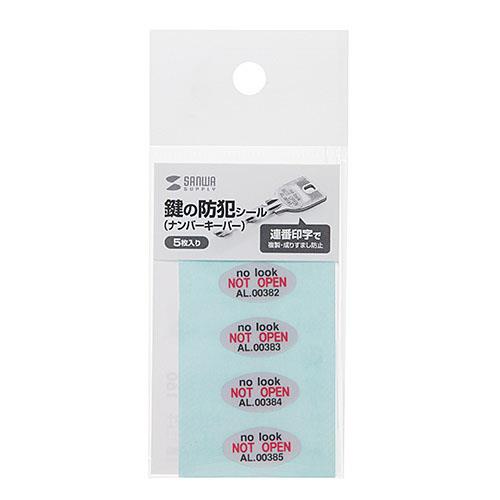 SANWA
SUPPLY
鍵の防犯シール
(ナンバーキーパー)
5枚入り
連番印字で
複製・成りすまし防止
no look
NOT OPEN
AL.00382
no look
NOT OPEN
AL.00383
no look
NOT OPEN
AL.00384
no look
NOT OPEN
AL.00385